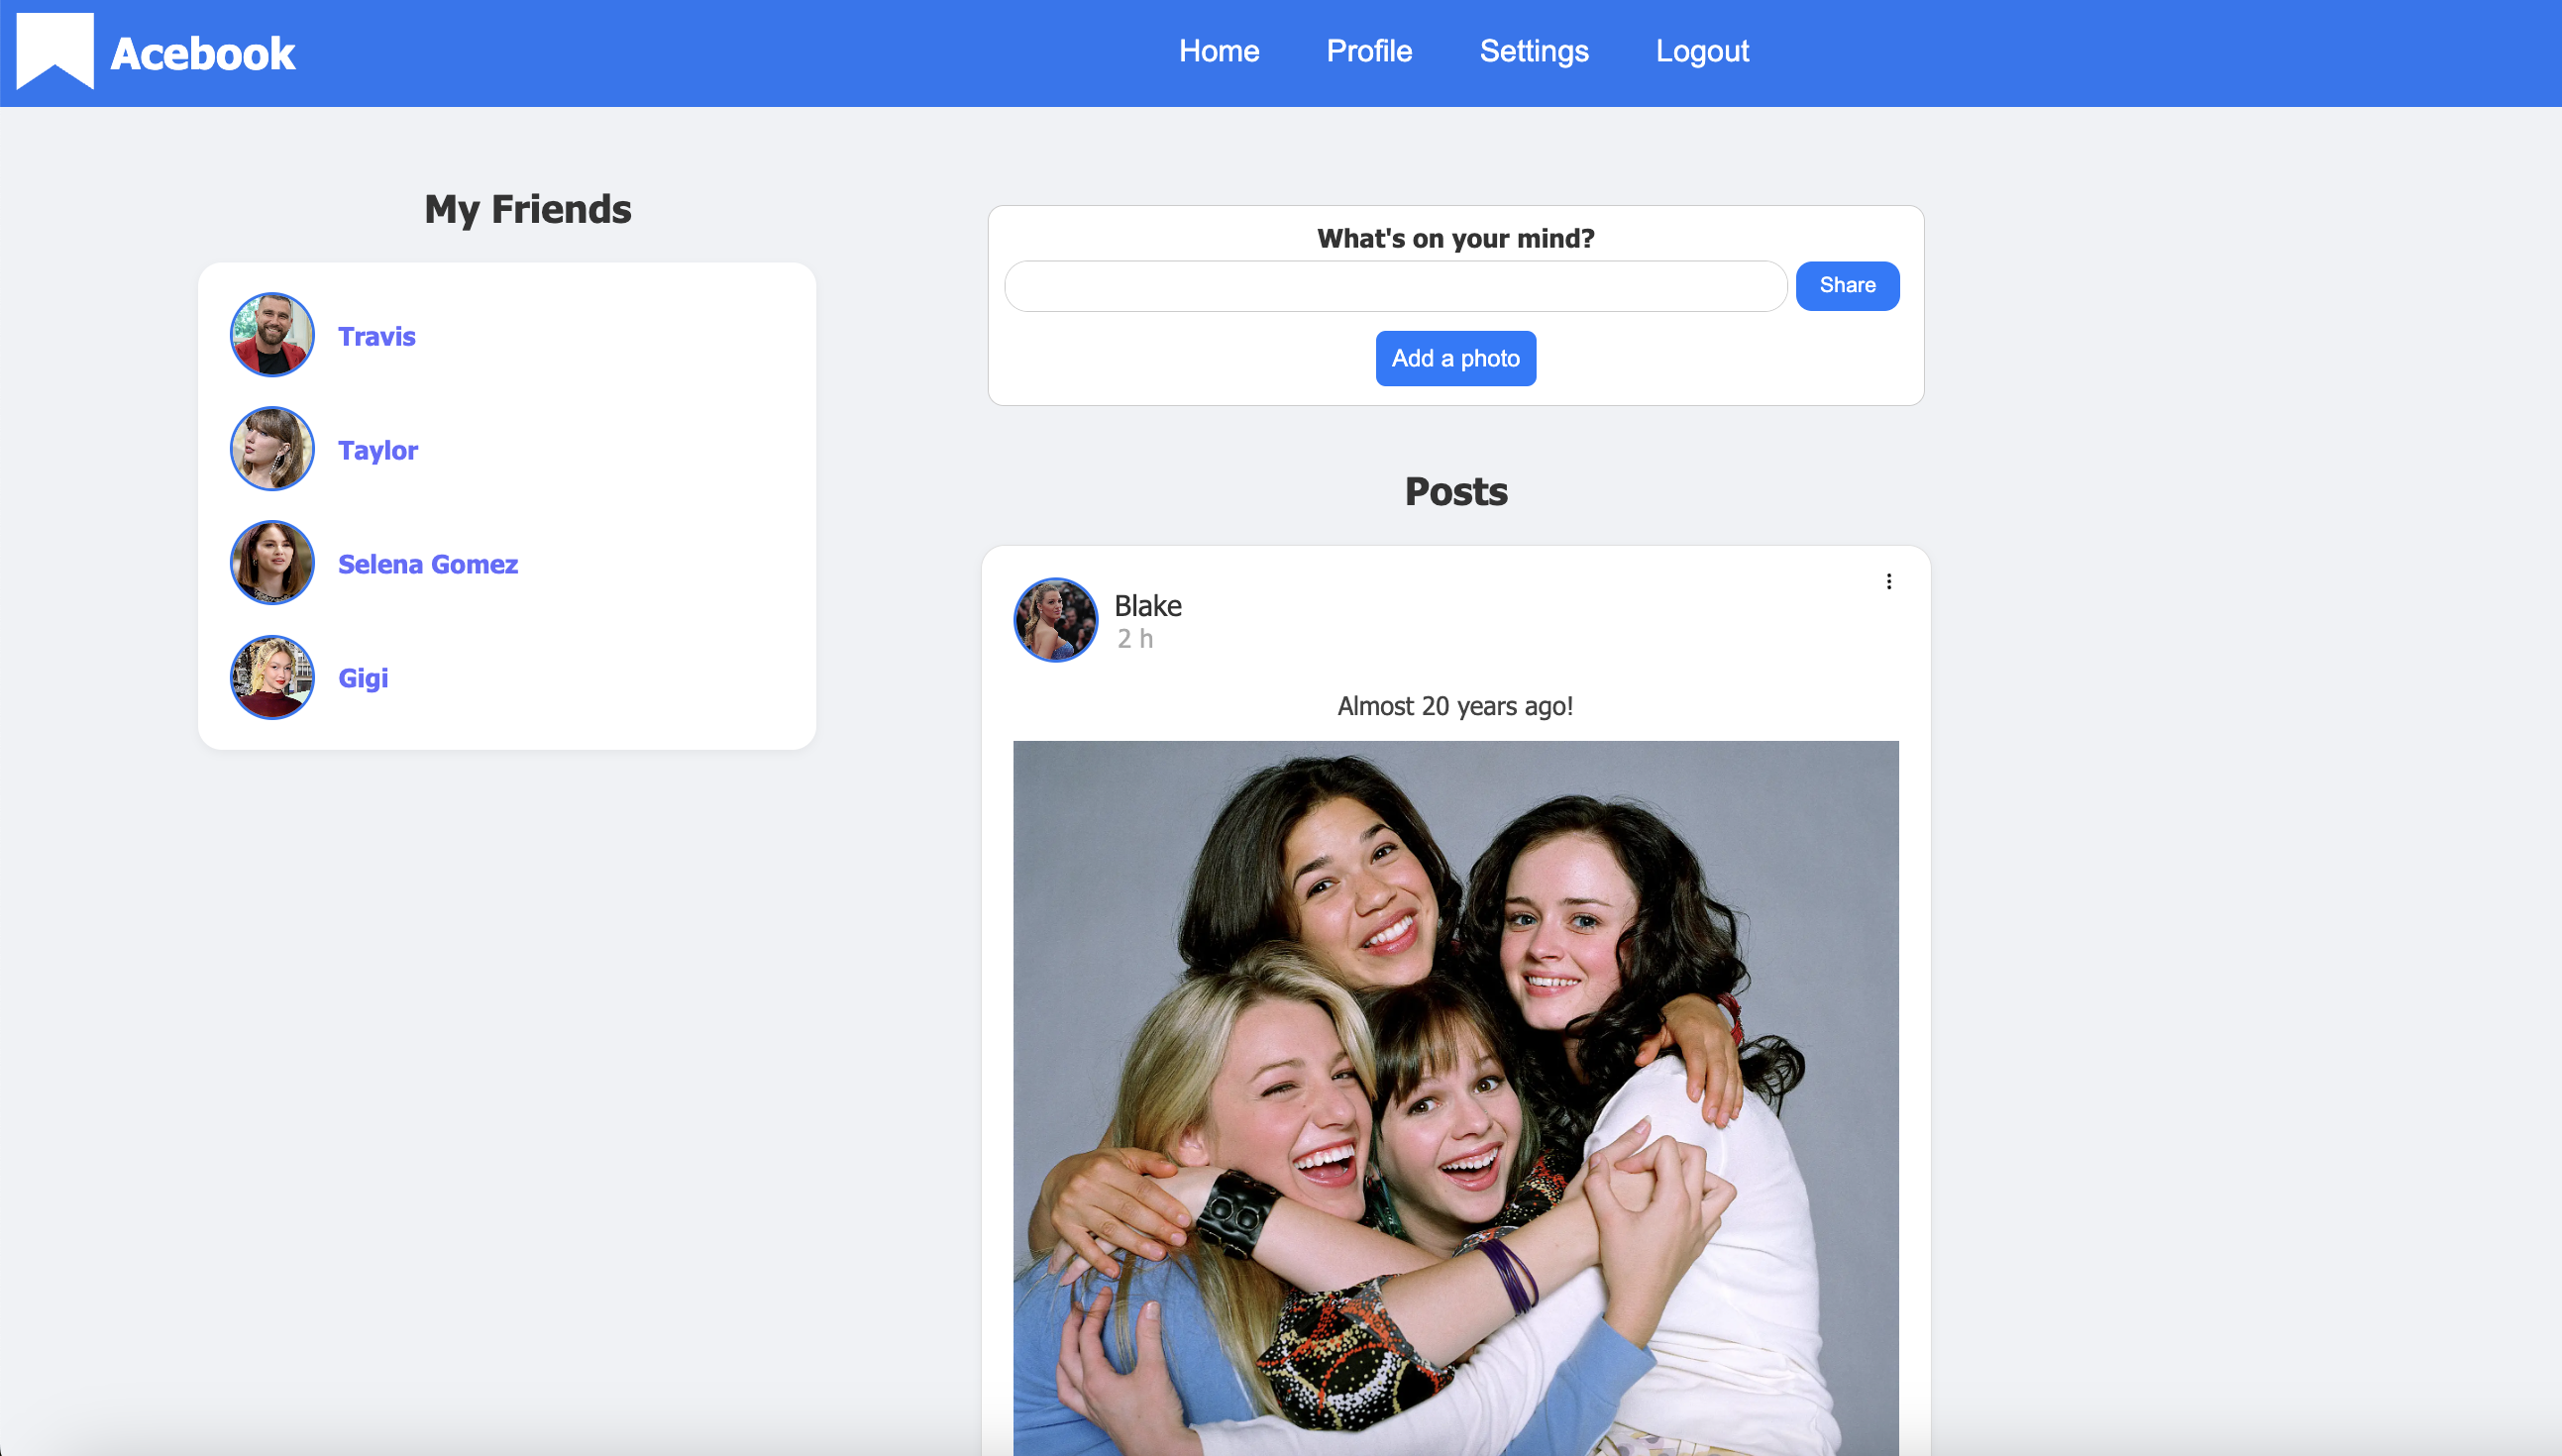 Acebook
Home Profile Settings Logout
My Friends
Travis
Taylor
Selena Gomez
Gigi
What's on your mind?
Share
Add a photo
Posts
Blake
2 h
Almost 20 years ago!